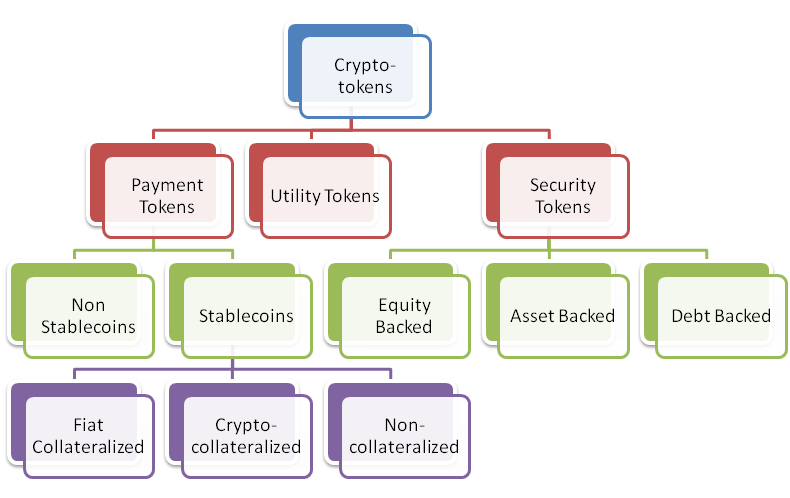 Crypto-
tokens
Payment
Tokens
Utility Tokens
Security
Tokens
Non
Stablecoins
Stablecoins
Equity
Backed
Asset Backed
Debt Backed
Fiat
Collateralized
Crypto-
collateralized
Non-
collateralized